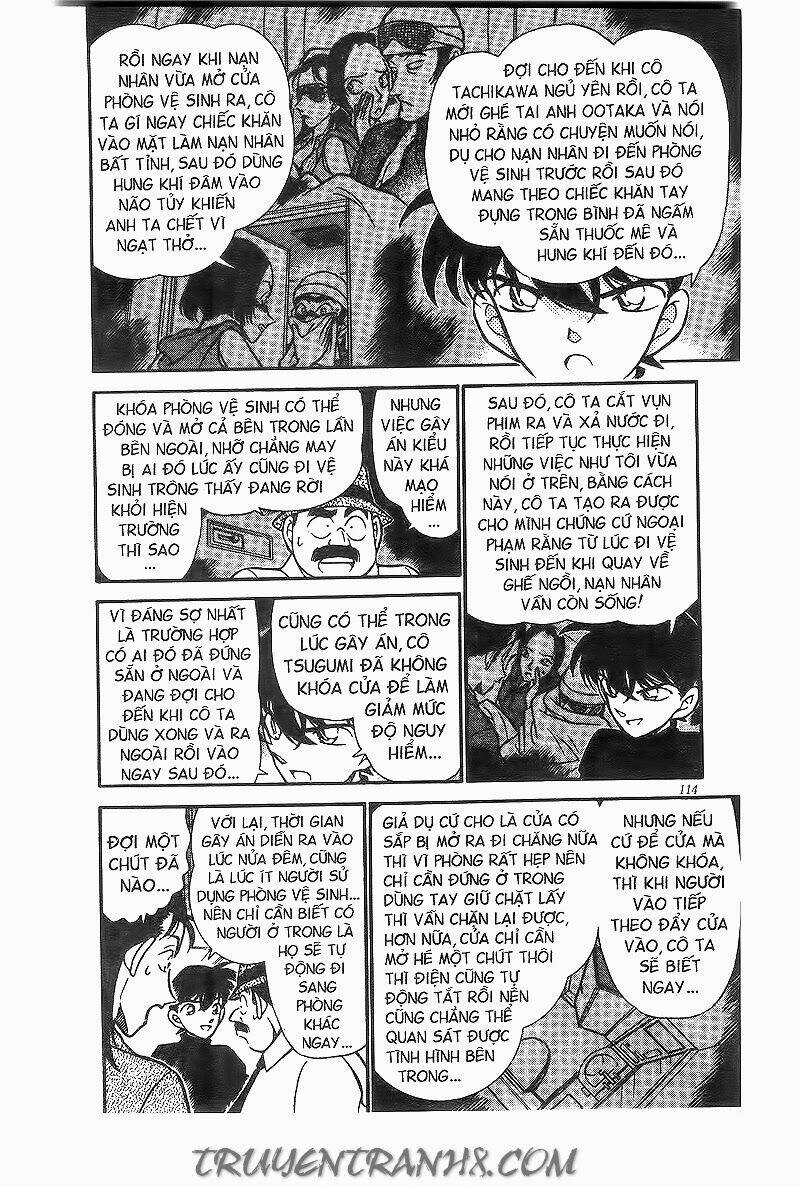 ĐỢI CHO ĐẾN KHI CÔ
TACHIKAWA NGỦ YÊN RỒI, CÔ TA
MỚI GHÉ TAI ANH OOTAKA VÀ NÓI
NHỎ RẰNG CÓ CHUYỆN MUỐN NÓI,
DỤ CHO NẠN NHÂN ĐI ĐẾN PHÒNG
VỆ SINH TRƯỚC RỒI SAU ĐÓ
MANG THEO CHIẾC KHĂN TAY
ĐỰNG TRONG BÌNH ĐÃ NGẤM
SẴN THUỐC MÊ VÀ
HUNG KHÍ ĐẾN ĐÓ...
RỒI NGAY KHI NẠN
NHÂN VỪA MỞ CỬA
PHÒNG VỆ SINH RA, CÔ
TA GÍ NGAY CHIẾC KHĂN
VÀO MẶT LÀM NẠN NHÂN
BẤT TỈNH, SAU ĐÓ DÙNG
HUNG KHÍ ĐÂM VÀO
NÃO TỦY KHIẾN
ANH TA CHẾT VÌ
NGẠT THỞ...
SAU ĐÓ, CÔ TA CẮT VỤN
PHIM RA VÀ XẢ NƯỚC ĐI,
RỒI TIẾP TỤC THỰC HIỆN
NHỮNG VIỆC NHƯ TÔI VỪA
NÓI Ở TRÊN, BẰNG CÁCH
NÀY, CÔ TA TẠO RA ĐƯỢC
CHO MÌNH CHỨNG CỨ NGOẠI
PHẠM RẰNG TỪ LÚC ĐI VỆ
SINH ĐẾN KHI QUAY VỀ
GHẾ NGỒI, NẠN NHÂN
VẪN CÒN SỐNG!
NHƯNG
VIỆC GÂY
ÁN KIỂU
NÀY KHÁ
MẠO
HIỂM
...
KHÓA PHÒNG VỆ SINH CÓ THỂ
ĐÓNG VÀ MỞ CẢ BÊN TRONG LẪN
BÊN NGOÀI, NHỠ CHẲNG MAY
BỊ AI ĐÓ LÚC ẤY CŨNG ĐI VỆ
SINH TRÔNG THẤY ĐANG RỜI
KHỎI HIỆN
TRƯỜNG
THÌ SAO
...
CŨNG CÓ THỂ TRONG
LÚC GÂY ÁN, CÔ
TSUGUMI ĐÃ KHÔNG
KHÓA CỬA ĐỂ LÀM
GIẢM MỨC
ĐỘ NGUY
HIỂM...
VÌ ĐÁNG SỢ NHẤT
LÀ TRƯỜNG HỢP
CÓ AI ĐÓ ĐÃ ĐỨNG
SẴN Ở NGOÀI VÀ
ĐANG ĐỢI CHO
ĐẾN KHI CÔ TA
DÙNG XONG VÀ RA
NGOÀI RỒI VÀO
NGAY SAU ĐÓ...
114
NHƯNG NẾU
CỨ ĐỂ CỬA MÀ
KHÔNG KHÓA,
THÌ KHI NGƯỜI
VÀO TIẾP
THEO ĐẨY CỬA
VÀO, CÔ TA
SẼ BIẾT
NGAY...
GIẢ DỤ CỨ CHO LÀ CỬA CÓ
SẮP BỊ MỞ RA ĐI CHĂNG NỮA
THÌ VÌ PHÒNG RẤT HẸP NÊN
CHỈ CẦN ĐỨNG Ở TRONG
DÙNG TAY GIỮ CHẶT LẤY
THÌ VẪN CHẶN LẠI ĐƯỢC,
HƠN NỮA, CỬA CHỈ CẦN
MỞ HÉ MỘT CHÚT THÔI
THÌ ĐIỆN CŨNG TỰ
ĐỘNG TẮT RỒI NÊN
CŨNG CHẲNG THỂ
QUAN SÁT ĐƯỢC
TÌNH HÌNH BÊN
TRONG...
VỚI LẠI, THỜI GIAN
GÂY ÁN DIỄN RA VÀO
LÚC NỬA ĐÊM, CŨNG
LÀ LÚC ÍT NGƯỜI SỬ
DỤNG PHÒNG VỆ SINH...
NÊN CHỈ CẦN BIẾT CÓ
NGƯỜI Ở TRONG LÀ
HỌ SẼ TỰ
ĐỘNG ĐI
SANG
PHÒNG
KHÁC
NGAY...
ĐỢI MỘT
CHÚT ĐÃ
NÀO...
TRUYENTRANH8.COM